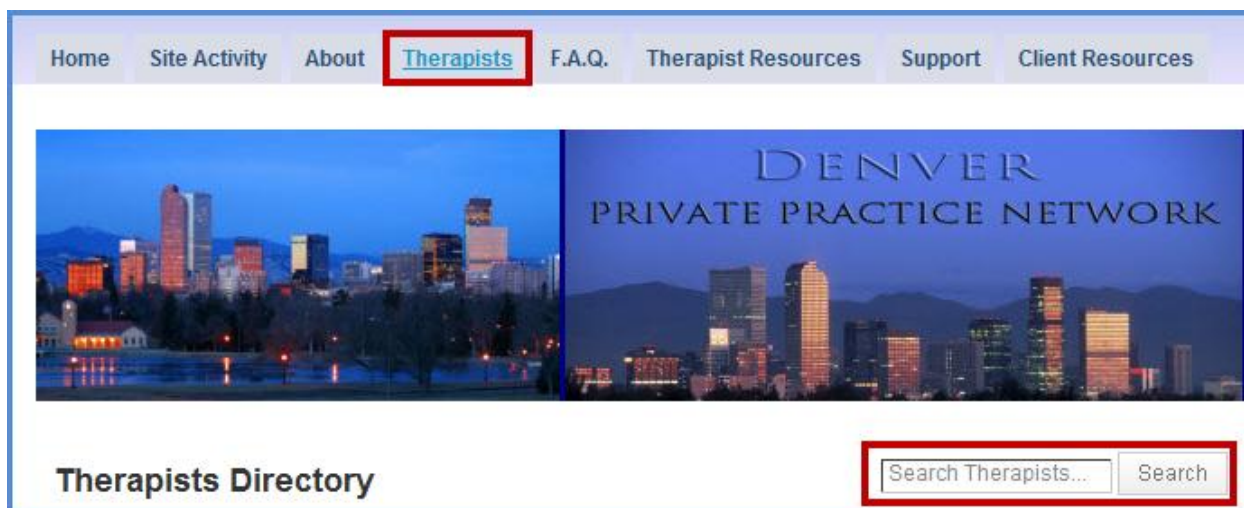 Home Site Activity About Therapists F.A.Q. Therapist Resources Support Client Resources
DENVER
PRIVATE PRACTICE NETWORK
Therapists Directory
Search Therapists... Search